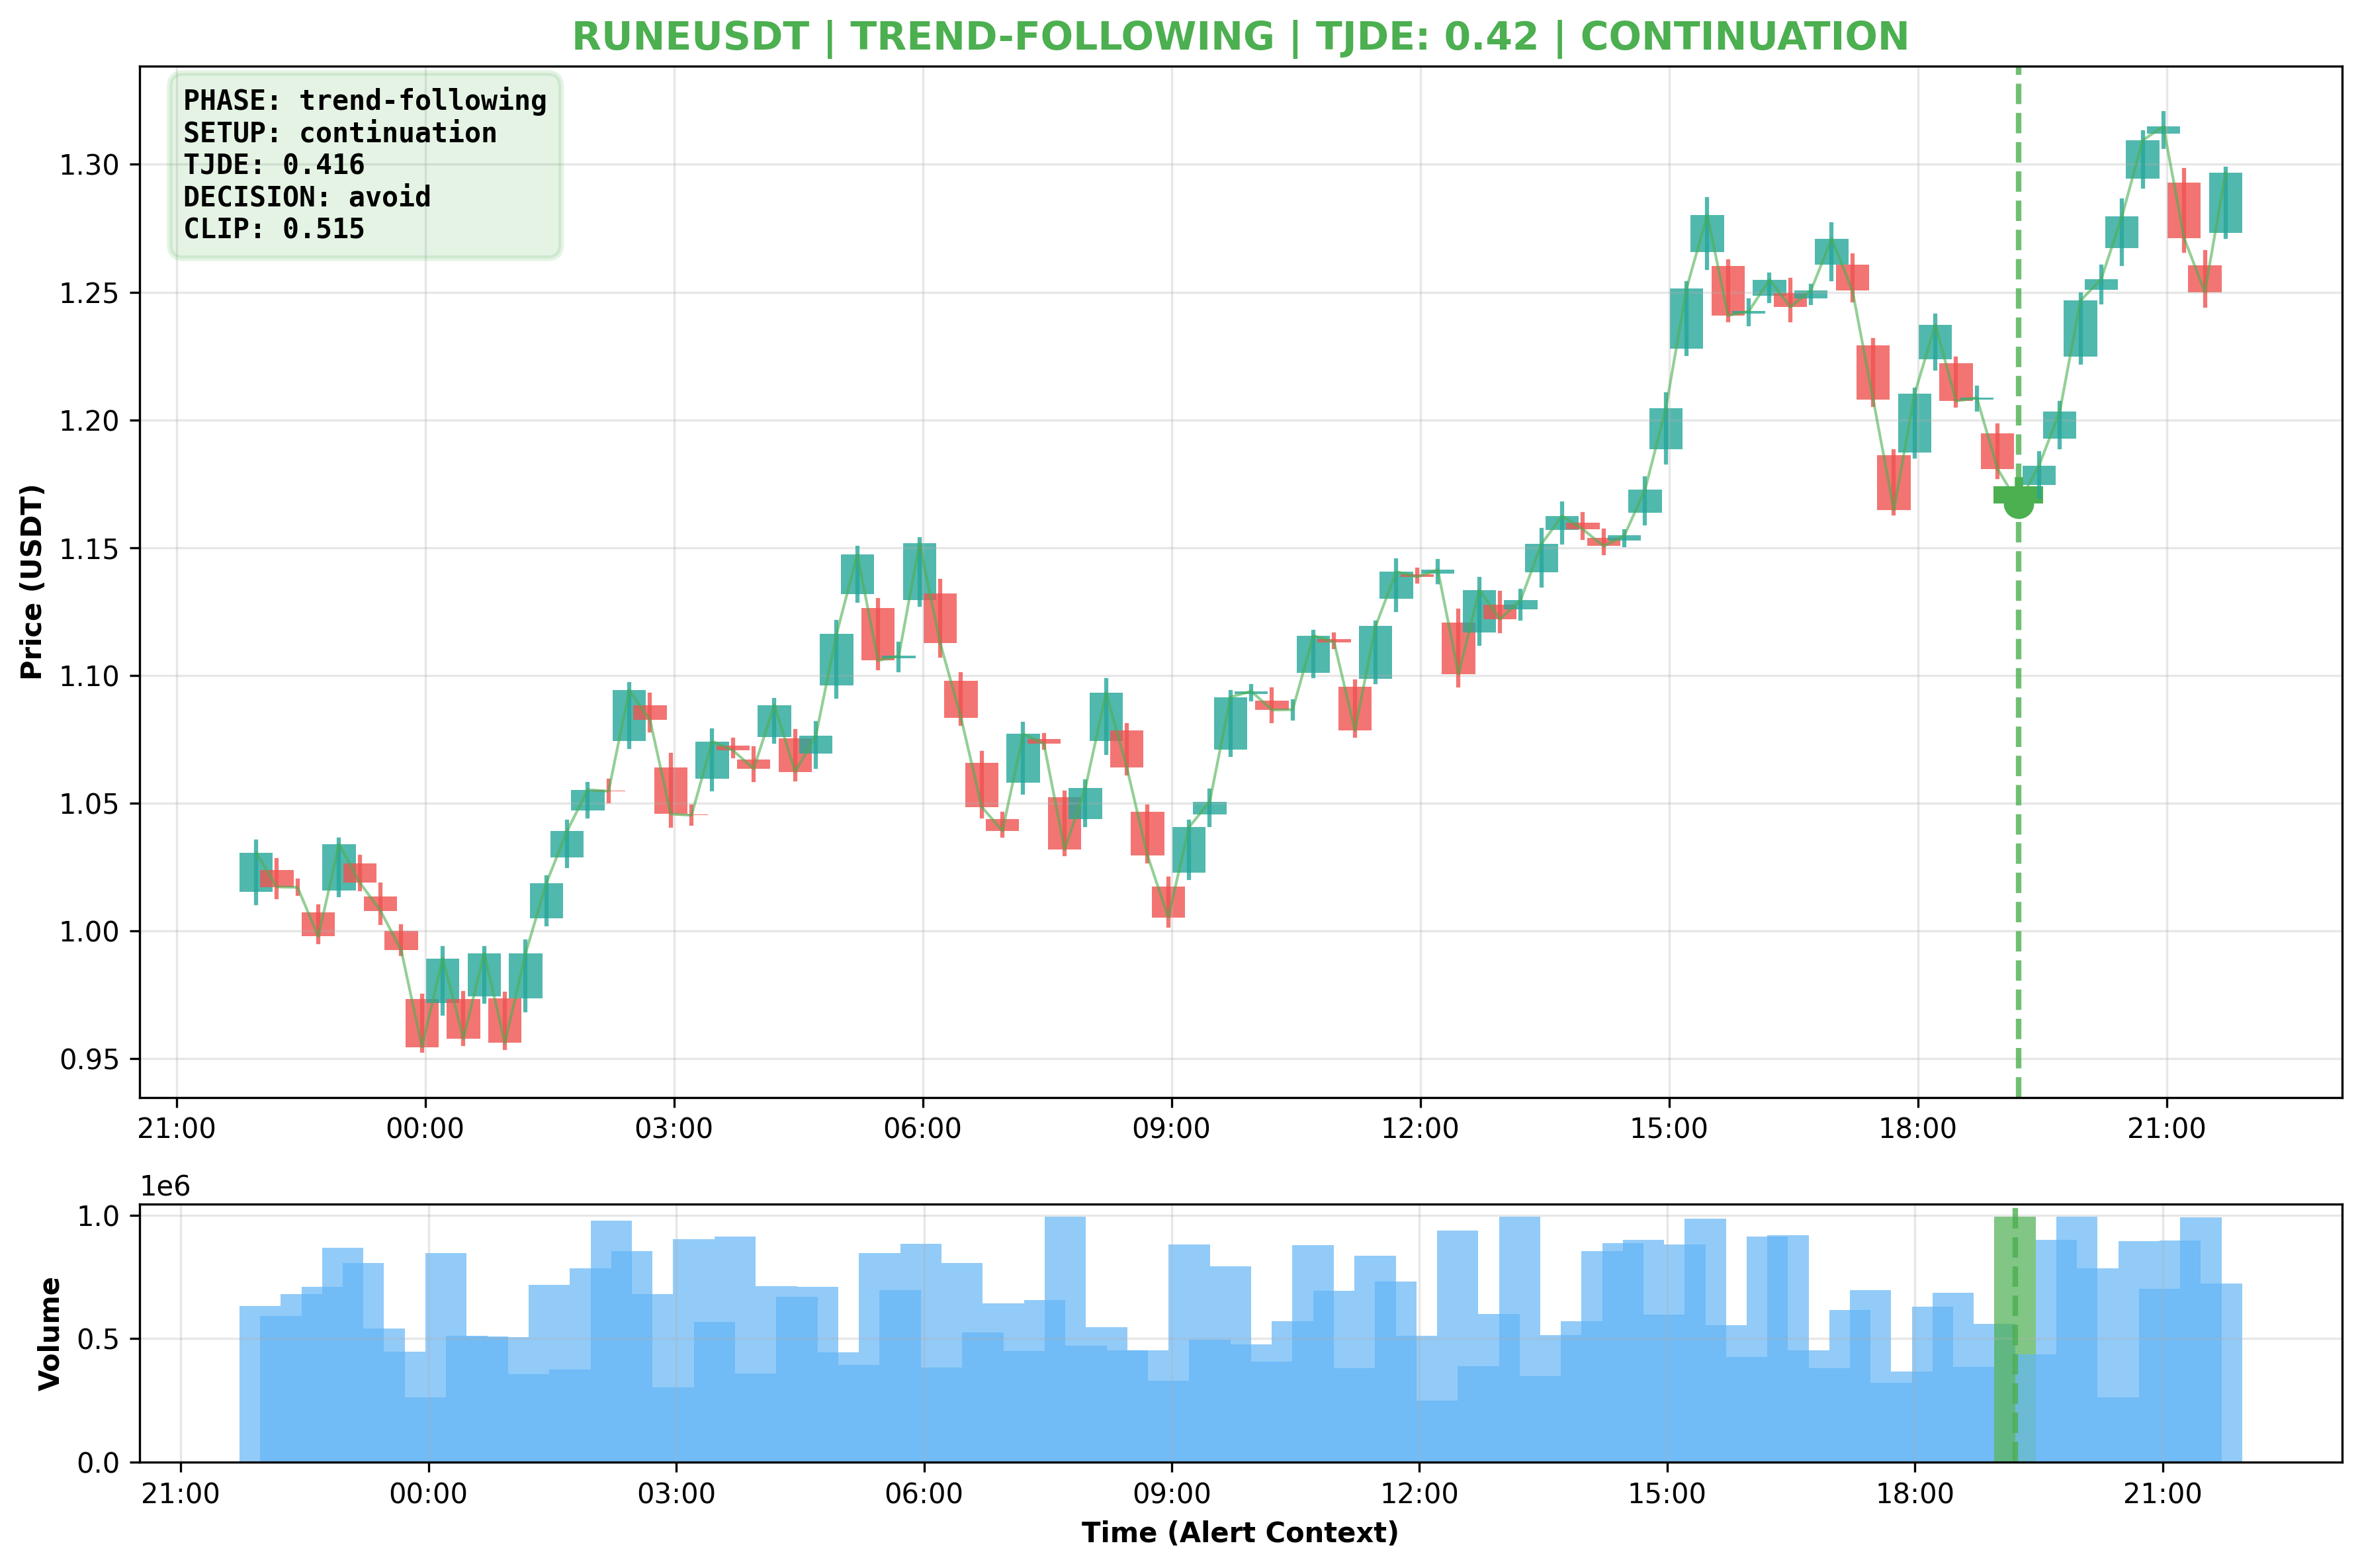 RUNEUSDT | TREND-FOLLOWING | TJDE: 0.42 | CONTINUATION
PHASE: trend-following
SETUP: continuation
TJDE: 0.416
DECISION: avoid
CLIP: 0.515
Price (USDT)
1.30
1.25
1.20
1.15
1.10
1.05
1.00
0.95
21:00 00:00 03:00 06:00 09:00 12:00 15:00 18:00 21:00
1e6
Volume
1.0
0.5
0.0
21:00 00:00 03:00 06:00 09:00 12:00 15:00 18:00 21:00
Time (Alert Context)